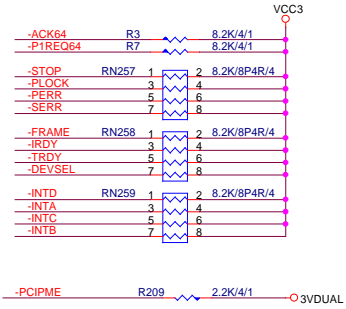 VCC3
-ACK64 R3 8.2K/4/1
-P1REQ64 R7 8.2K/4/1
-STOP RN257 1 2 8.2K/8P4R/4
-PLOCK 3 4
-PERR 5 6
-SERR 7 8
-FRAME RN258 1 2 8.2K/8P4R/4
-IRDY 3 4
-TRDY 5 6
-DEVSEL 7 8
-INTD RN259 1 2 8.2K/8P4R/4
-INTA 3 4
-INTC 5 6
-INTB 7 8
-PCIPME R209 2.2K/4/1 3VDUAL